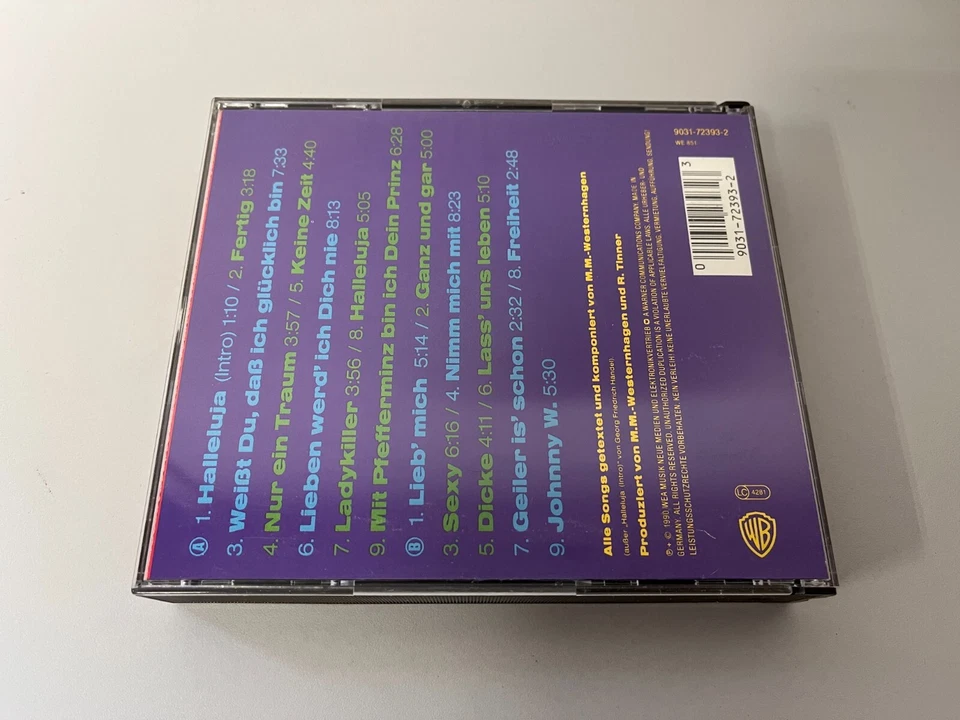 Ⓐ 1. Halleluja (Intro) 1:10 / 2. Fertig 3:18
3. Weißt Du, daß ich glücklich bin 7:33
4. Nur ein Traum 3:57 / 5. Keine Zeit 4:40
6. Lieben werd' ich Dich nie 8:13
7. Ladykiller 3:56 / 8. Halleluja 5:05
9. Mit Pfefferminz bin ich Dein Prinz 6:28
Ⓑ 1. Lieb' mich 5:14 / 2. Ganz und gar 5:00
3. Sexy 6:16 / 4. Nimm mich mit 8:23
5. Dicke 4:11 / 6. Lass' uns leben 5:10
7. Geiler is' schon 2:32 / 8. Freiheit 2:48
9. Johnny W. 5:30
Alle Songs getextet und komponiert von M.M.-Westernhagen
(außer „Halleluja (Intro)" von Georg Friedrich Händel).
Produziert von M.M.-Westernhagen und R. Tinner
℗ + © 1990 WEA MUSIK NEUE MEDIEN UND ELEKTRONIKVERTRIEB A WARNER COMMUNICATIONS COMPANY. MADE IN
GERMANY. ALL RIGHTS RESERVED. UNAUTHORIZED DUPLICATION IS A VIOLATION OF APPLICABLE LAWS. ALLE URHEBER- UND
LEISTUNGSSCHUTZRECHTE VORBEHALTEN. KEIN VERLEIH! KEINE UNERLAUBTE VERVIELFÄLTIGUNG, VERMIETUNG, AUFFÜHRUNG, SENDUNG!
9031-72393-2
WE 851
0 9031-72393-2 3
LC 4281
WB